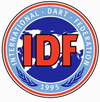 INTERNATIONAL · DART · FEDERATION
IDF
1995